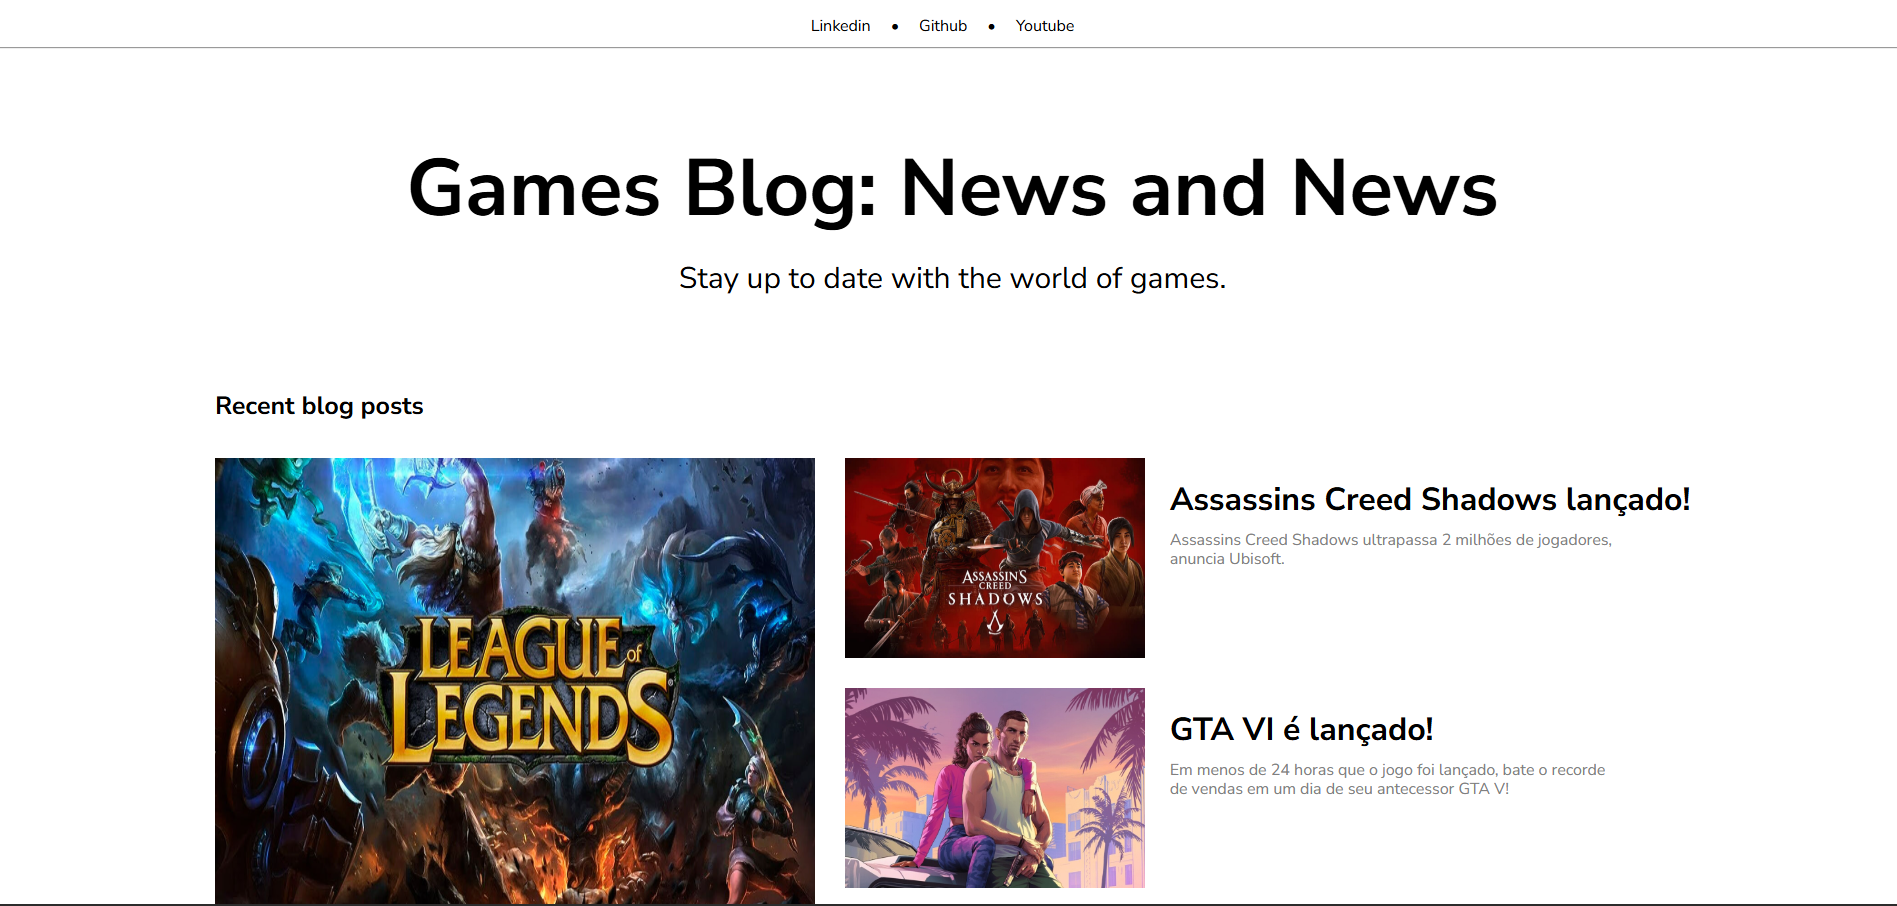 Linkedin • Github • Youtube
Games Blog: News and News
Stay up to date with the world of games.
Recent blog posts
LEAGUE of
LEGENDS
ASSASSIN'S
CREED
SHADOWS
Assassins Creed Shadows lançado!
Assassins Creed Shadows ultrapassa 2 milhões de jogadores,
anuncia Ubisoft.
GTA VI é lançado!
Em menos de 24 horas que o jogo foi lançado, bate o recorde
de vendas em um dia de seu antecessor GTA V!